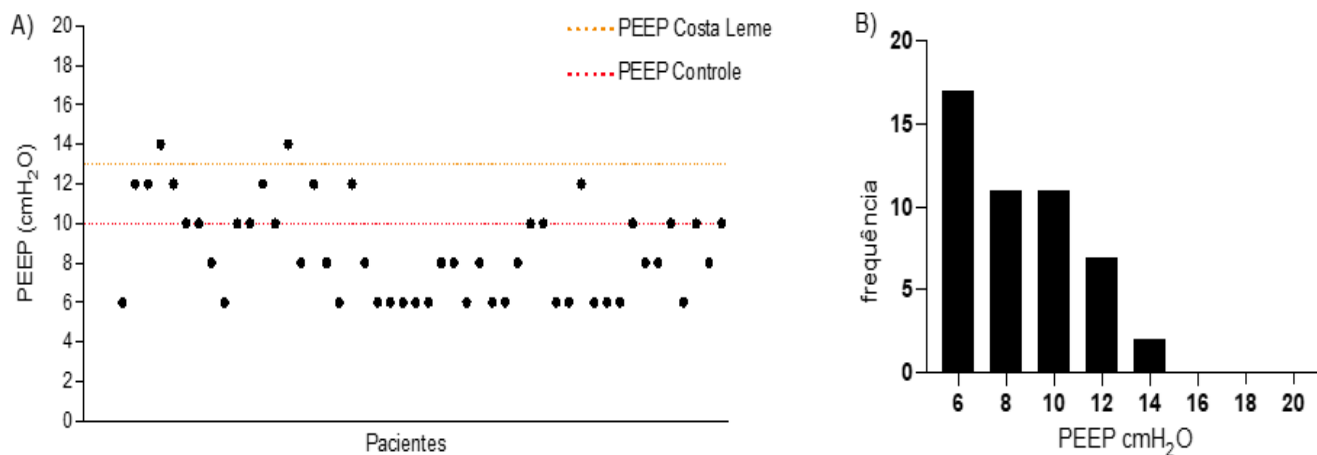 A)
PEEP (cmH₂O)
20
18
16
14
12
10
8
6
4
2
0
PEEP Costa Leme
PEEP Controle
Pacientes
B)
frequência
20
15
10
5
0
6 8 10 12 14 16 18 20
PEEP cmH₂O